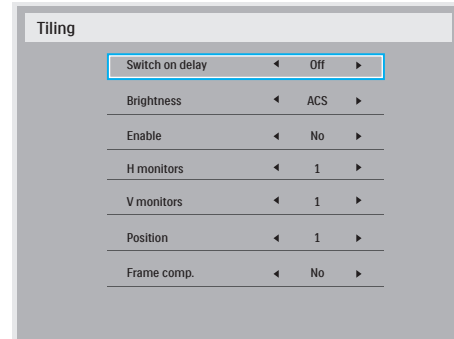 Tiling
Switch on delay Off
Brightness ACS
Enable No
H monitors 1
V monitors 1
Position 1
Frame comp. No